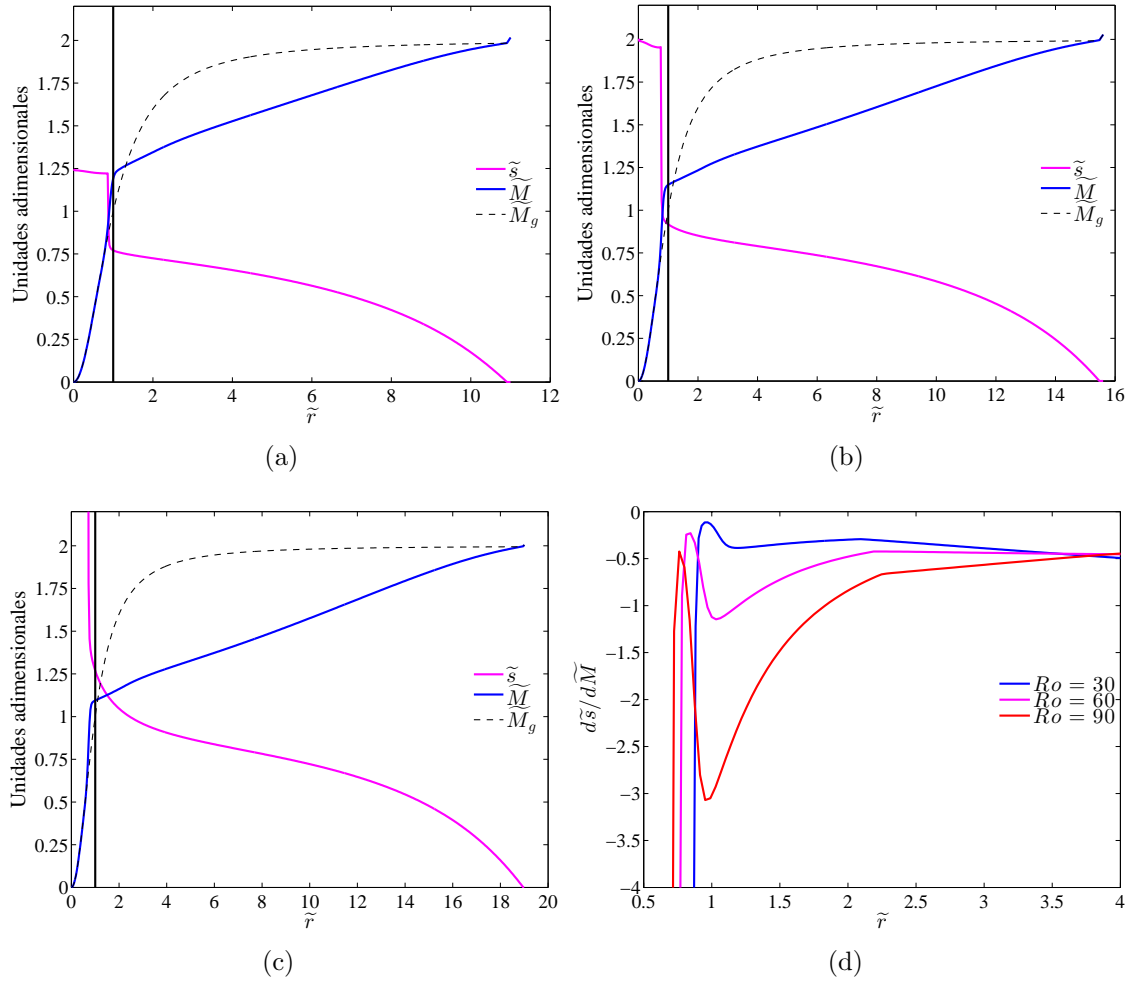 Unidades adimensionales
2
1.75
1.5
1.25
1
0.75
0.5
0.25
0
0 2 4 6 8 10 12
r̃
s̃
M̃
M̃_g
(a)
Unidades adimensionales
2
1.75
1.5
1.25
1
0.75
0.5
0.25
0
0 2 4 6 8 10 12 14 16
r̃
s̃
M̃
M̃_g
(b)
Unidades adimensionales
2
1.75
1.5
1.25
1
0.75
0.5
0.25
0
0 2 4 6 8 10 12 14 16 18 20
r̃
s̃
M̃
M̃_g
(c)
ds̃/dM̃
0
−0.5
−1
−1.5
−2
−2.5
−3
−3.5
−4
0.5 1 1.5 2 2.5 3 3.5 4
r̃
Ro = 30
Ro = 60
Ro = 90
(d)